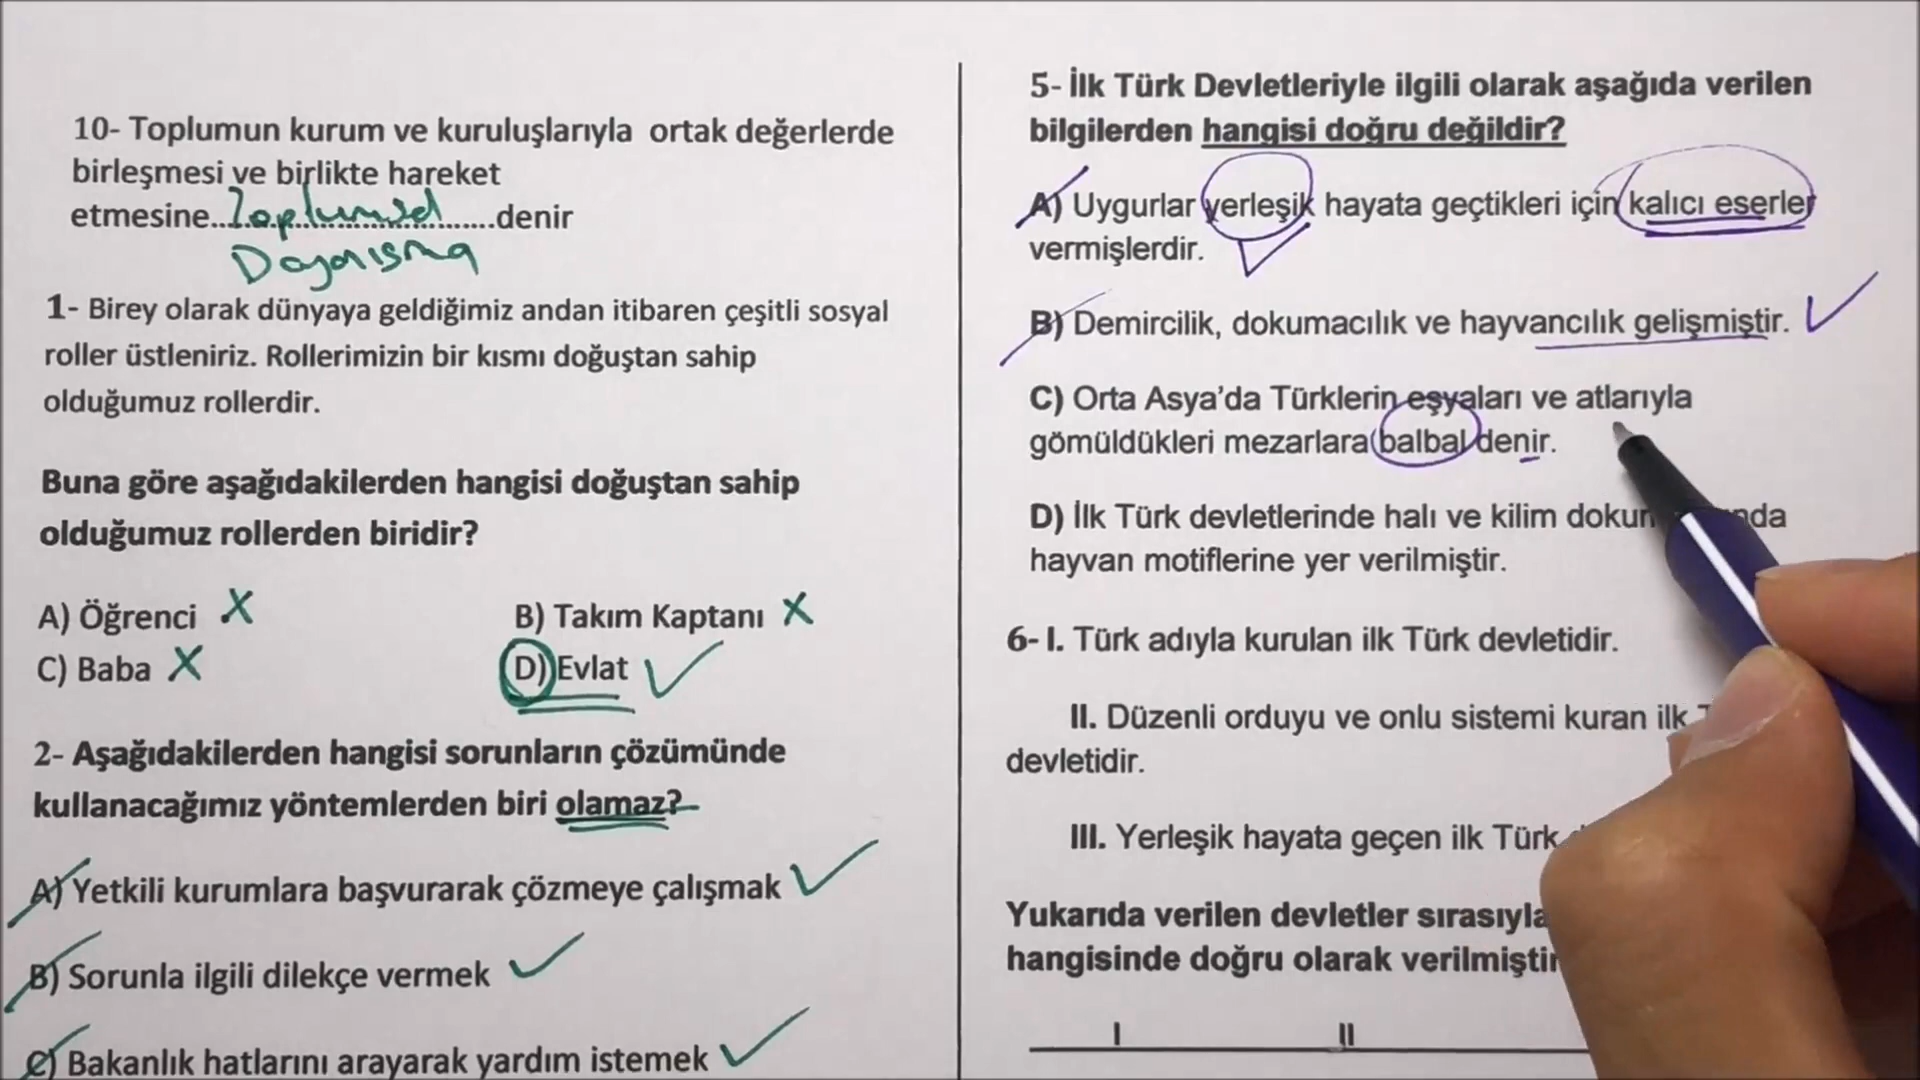 10- Toplumun kurum ve kuruluşlarıyla ortak değerlerde
birleşmesi ve birlikte hareket
etmesine..Toplumsal..denir
Dayanışma
1- Birey olarak dünyaya geldiğimiz andan itibaren çeşitli sosyal
roller üstleniriz. Rollerimizin bir kısmı doğuştan sahip
olduğumuz rollerdir.
Buna göre aşağıdakilerden hangisi doğuştan sahip
olduğumuz rollerden biridir?
A) Öğrenci X
B) Takım Kaptanı X
C) Baba X
D) Evlat
2- Aşağıdakilerden hangisi sorunların çözümünde
kullanacağımız yöntemlerden biri olamaz?
A) Yetkili kurumlara başvurarak çözmeye çalışmak
B) Sorunla ilgili dilekçe vermek
C) Bakanlık hatlarını arayarak yardım istemek
5- İlk Türk Devletleriyle ilgili olarak aşağıda verilen
bilgilerden hangisi doğru değildir?
A) Uygurlar yerleşik hayata geçtikleri için kalıcı eserler
vermişlerdir.
B) Demircilik, dokumacılık ve hayvancılık gelişmiştir.
C) Orta Asya'da Türklerin eşyaları ve atlarıyla
gömüldükleri mezarlara balbal denir.
D) İlk Türk devletlerinde halı ve kilim
hayvan motiflerine yer verilmiştir.
6- I. Türk adıyla kurulan ilk Türk devletidir.
II. Düzenli orduyu ve onlu sistemi kuran ilk
devletidir.
III. Yerleşik hayata geçen ilk Türk
Yukarıda verilen devletler sırasıyla
hangisinde doğru olarak
I II